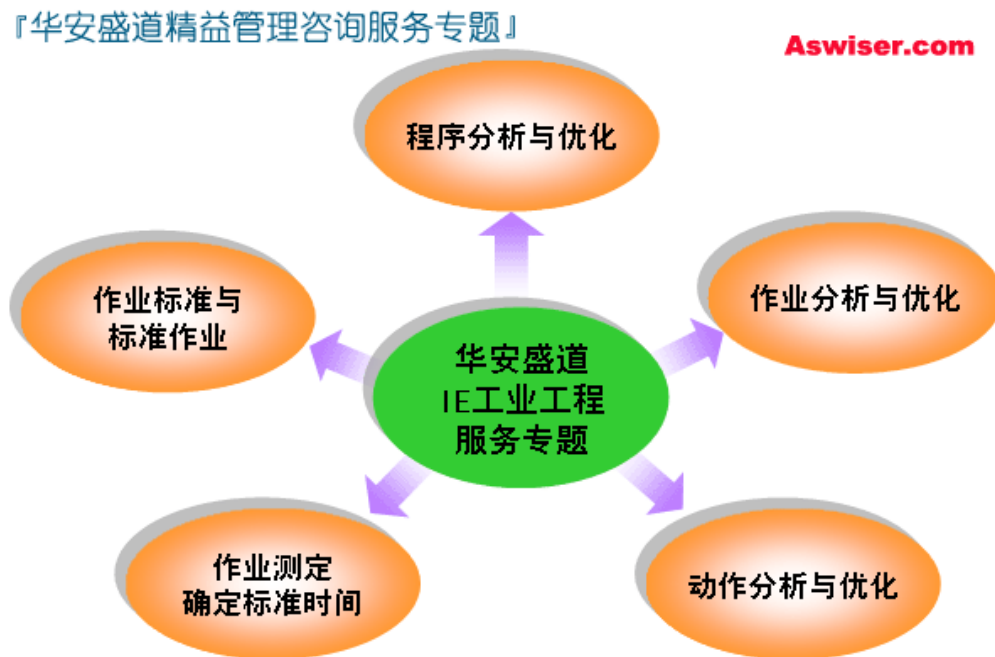 『华安盛道精益管理咨询服务专题』
Aswiser.com
程序分析与优化
作业标准与
标准作业
作业分析与优化
华安盛道
IE工业工程
服务专题
作业测定
确定标准时间
动作分析与优化